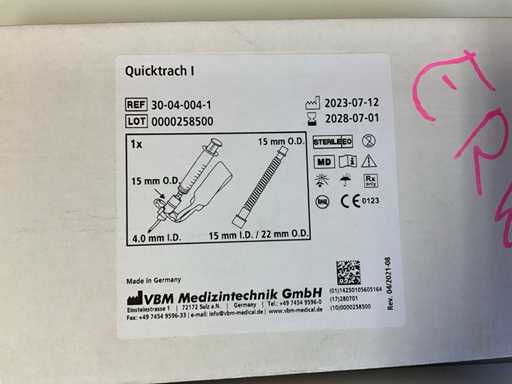 Quicktrach I
REF 30-04-004-1
LOT 0000258500
2023-07-12
2028-07-01
1x
15 mm O.D.
15 mm O.D.
4.0 mm I.D.
15 mm I.D. / 22 mm O.D.
STERILE EO
MD
Rx only
CE 0123
Made in Germany
VBM Medizintechnik GmbH
Einsteinstrasse 1 | 72172 Sulz a.N. | Germany | Tel.: +49 7454 9596-0
Fax: +49 7454 9596-33 | e-mail: info@vbm-medical.de | www.vbm-medical.de
(01)14250105605164
(17)280701
(10)0000258500
Rev. 04/2021-08